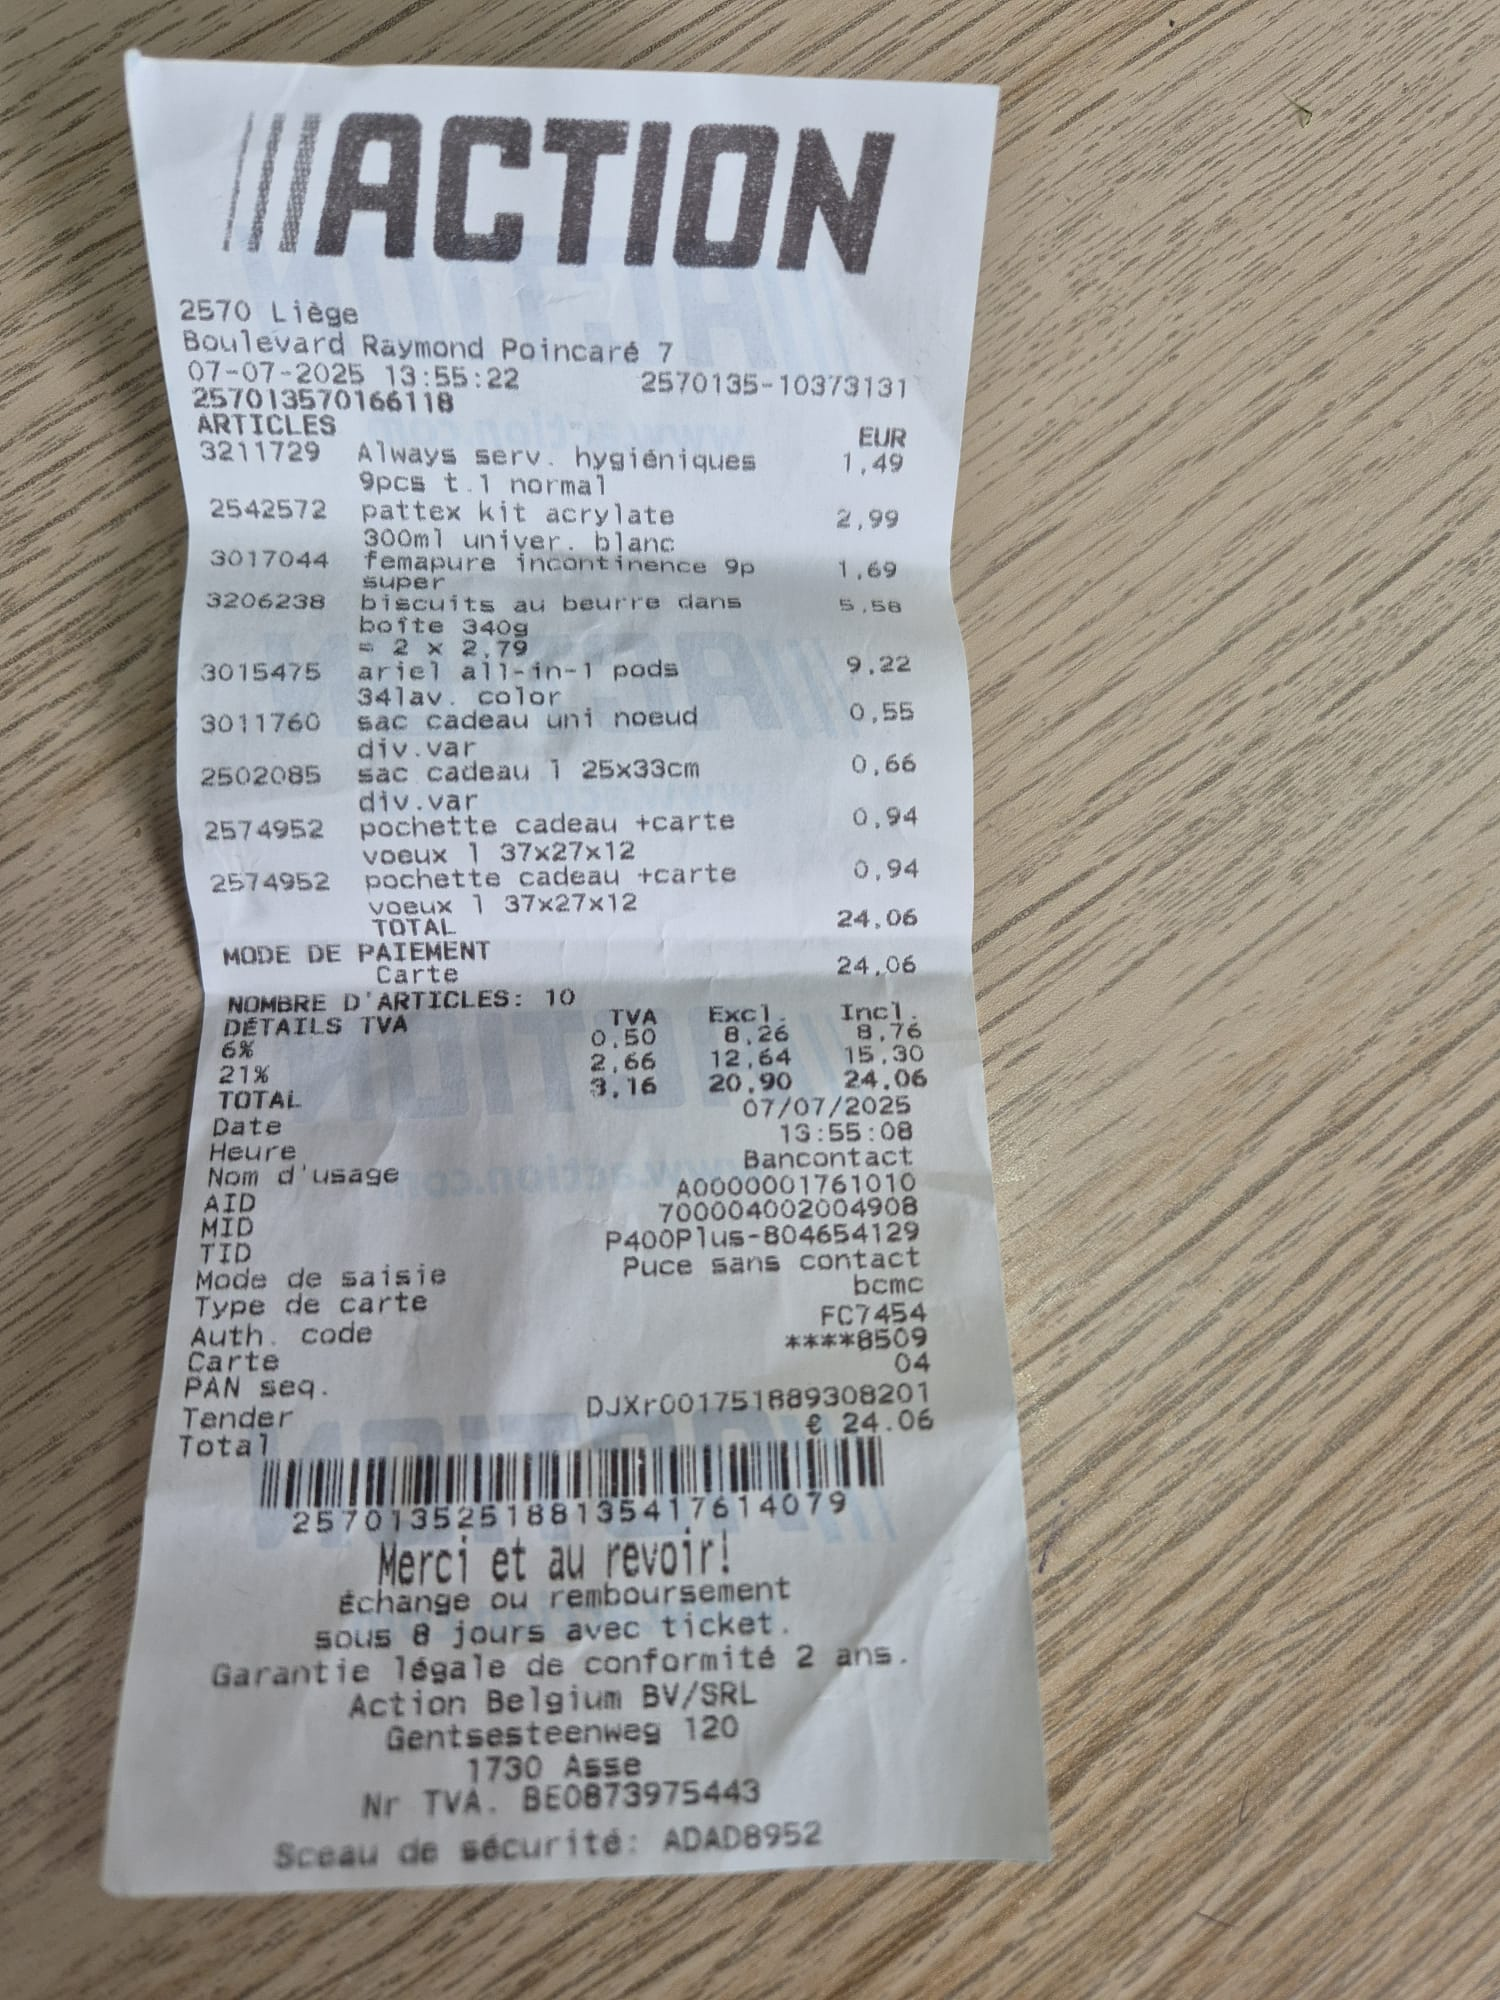 ACTION
2570 Liège
Boulevard Raymond Poincaré 7
07-07-2025 13:55:22 2570135-10373131
257013570166118
ARTICLES EUR
3211729 Always serv. hygiéniques 1,49
9pcs t.1 normal
2542572 pattex kit acrylate 2,99
300ml univer. blanc
3017044 femapure incontinence 9p 1,69
super
3206238 biscuits au beurre dans 5,58
boîte 340g
= 2 x 2,79
3015475 ariel all-in-1 pods 9,22
34lav. color
3011760 sac cadeau uni noeud 0,55
div.var
2502085 sac cadeau 1 25x33cm 0,66
div.var
2574952 pochette cadeau +carte 0,94
voeux 1 37x27x12
2574952 pochette cadeau +carte 0,94
voeux 1 37x27x12
TOTAL 24,06
MODE DE PAIEMENT
Carte 24,06
NOMBRE D'ARTICLES: 10
DÉTAILS TVA TVA Excl. Incl.
6% 0,50 8,26 8,76
21% 2,66 12,64 15,30
TOTAL 3,16 20,90 24,06
Date 07/07/2025
Heure 13:55:08
Nom d'usage Bancontact
AID A0000001761010
MID 700004002004908
TID P400Plus-804654129
Mode de saisie Puce sans contact
Type de carte bcmc
Auth. code FC7454
Carte ****8509
PAN seq. 04
Tender DJXr001751889308201
Total € 24.06
257013525188135417614079
Merci et au revoir!
Échange ou remboursement
sous 8 jours avec ticket.
Garantie légale de conformité 2 ans.
Action Belgium BV/SRL
Gentsesteenweg 120
1730 Asse
Nr TVA. BE0873975443
Sceau de sécurité: ADAD8952